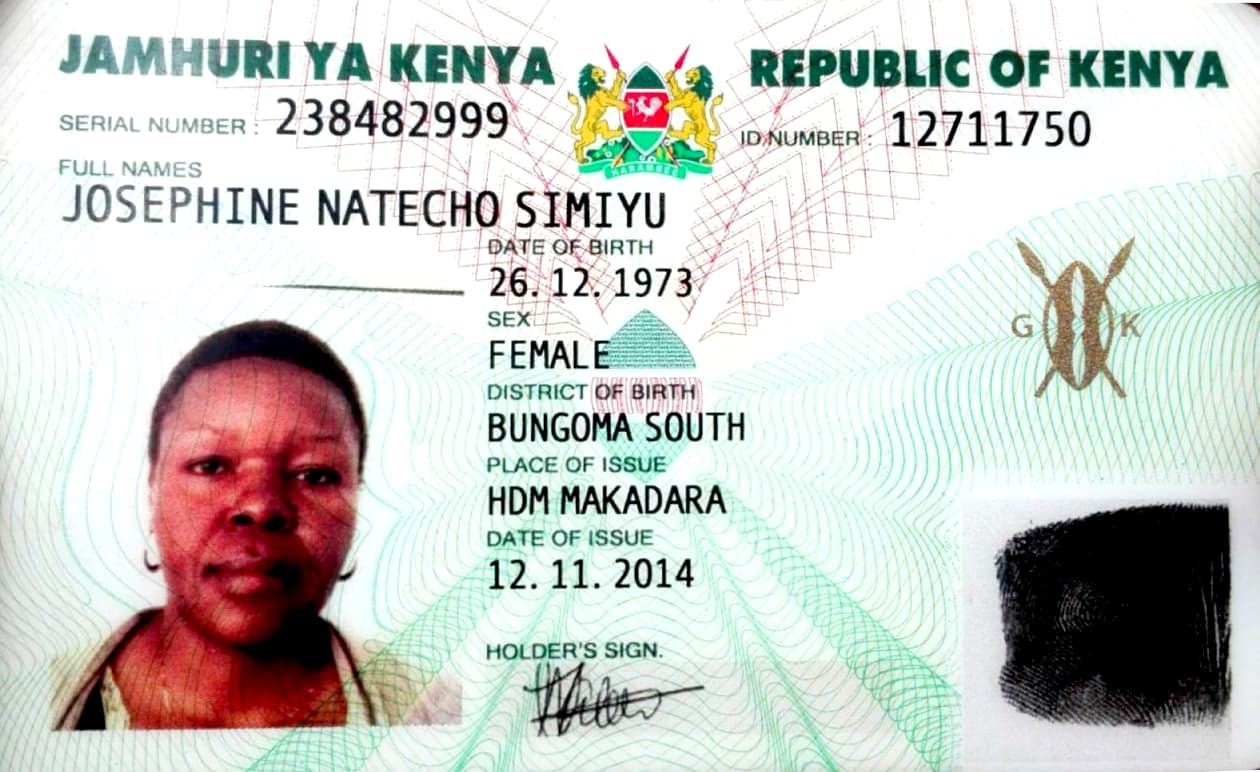 JAMHURI YA KENYA REPUBLIC OF KENYA
SERIAL NUMBER : 238482999 ID NUMBER : 12711750
HARAMBEE
FULL NAMES
JOSEPHINE NATECHO SIMIYU
DATE OF BIRTH
26. 12. 1973
SEX
FEMALE
G K
DISTRICT OF BIRTH
BUNGOMA SOUTH
PLACE OF ISSUE
HDM MAKADARA
DATE OF ISSUE
12. 11. 2014
HOLDER'S SIGN.